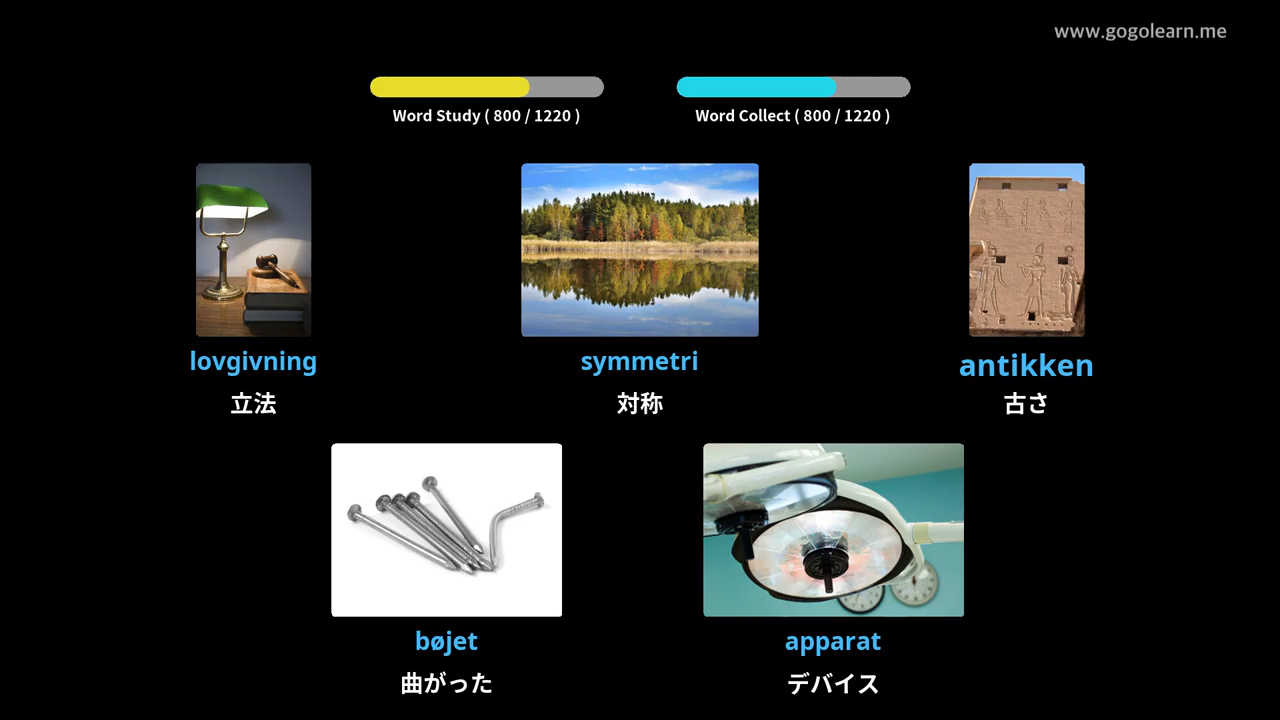 www.gogolearn.me
Word Study ( 800 / 1220 )
Word Collect ( 800 / 1220 )
lovgivning
立法
symmetri
対称
antikken
古さ
bøjet
曲がった
apparat
デバイス